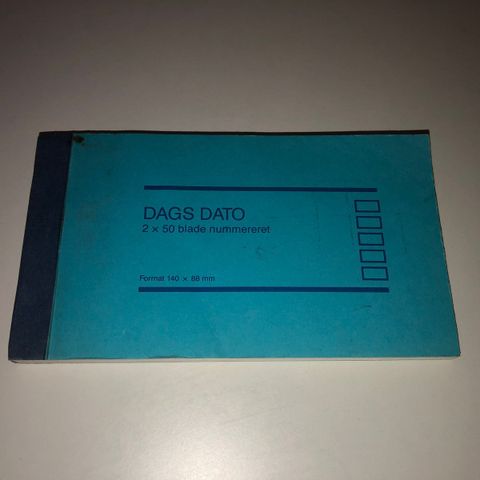 DAGS DATO
2 × 50 blade nummereret
Format 140 × 88 mm